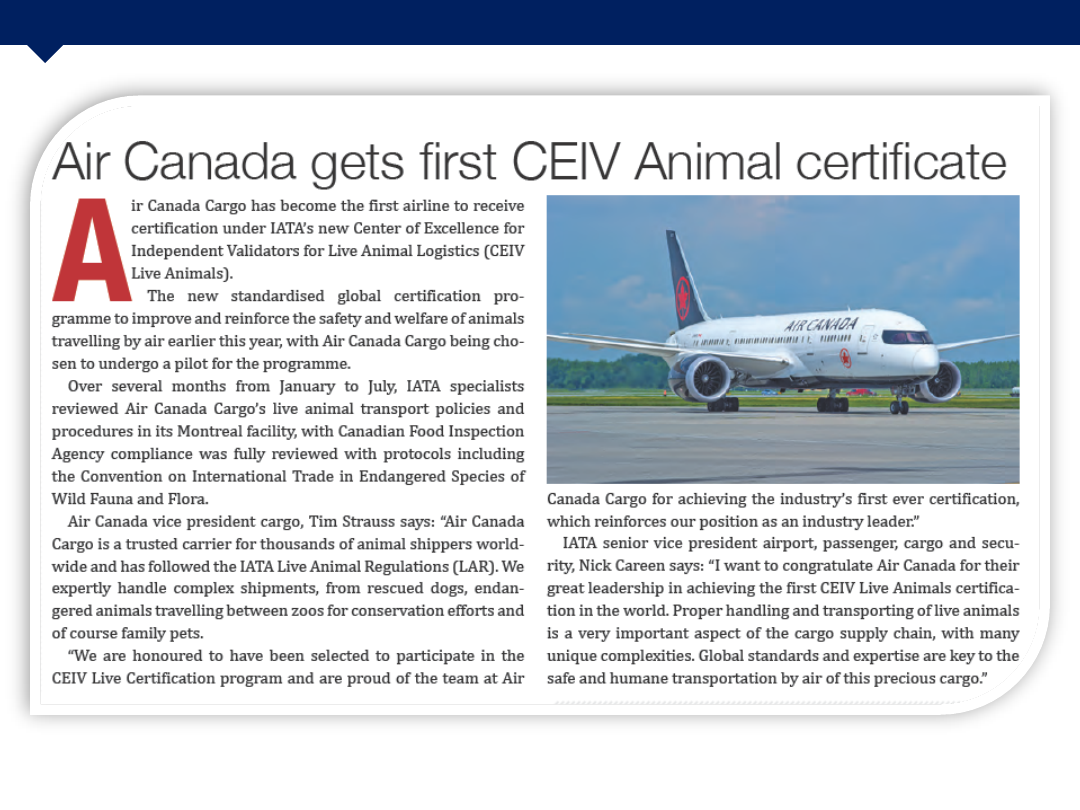 Air Canada gets first CEIV Animal certificate
Air Canada Cargo has become the first airline to receive
certification under IATA's new Center of Excellence for
Independent Validators for Live Animal Logistics (CEIV
Live Animals).
The new standardised global certification pro-
gramme to improve and reinforce the safety and welfare of animals
travelling by air earlier this year, with Air Canada Cargo being cho-
sen to undergo a pilot for the programme.
Over several months from January to July, IATA specialists
reviewed Air Canada Cargo's live animal transport policies and
procedures in its Montreal facility, with Canadian Food Inspection
Agency compliance was fully reviewed with protocols including
the Convention on International Trade in Endangered Species of
Wild Fauna and Flora.
Air Canada vice president cargo, Tim Strauss says: "Air Canada
Cargo is a trusted carrier for thousands of animal shippers world-
wide and has followed the IATA Live Animal Regulations (LAR). We
expertly handle complex shipments, from rescued dogs, endan-
gered animals travelling between zoos for conservation efforts and
of course family pets.
"We are honoured to have been selected to participate in the
CEIV Live Certification program and are proud of the team at Air
AIR CANADA
Canada Cargo for achieving the industry's first ever certification,
which reinforces our position as an industry leader."
IATA senior vice president airport, passenger, cargo and secu-
rity, Nick Careen says: "I want to congratulate Air Canada for their
great leadership in achieving the first CEIV Live Animals certifica-
tion in the world. Proper handling and transporting of live animals
is a very important aspect of the cargo supply chain, with many
unique complexities. Global standards and expertise are key to the
safe and humane transportation by air of this precious cargo."